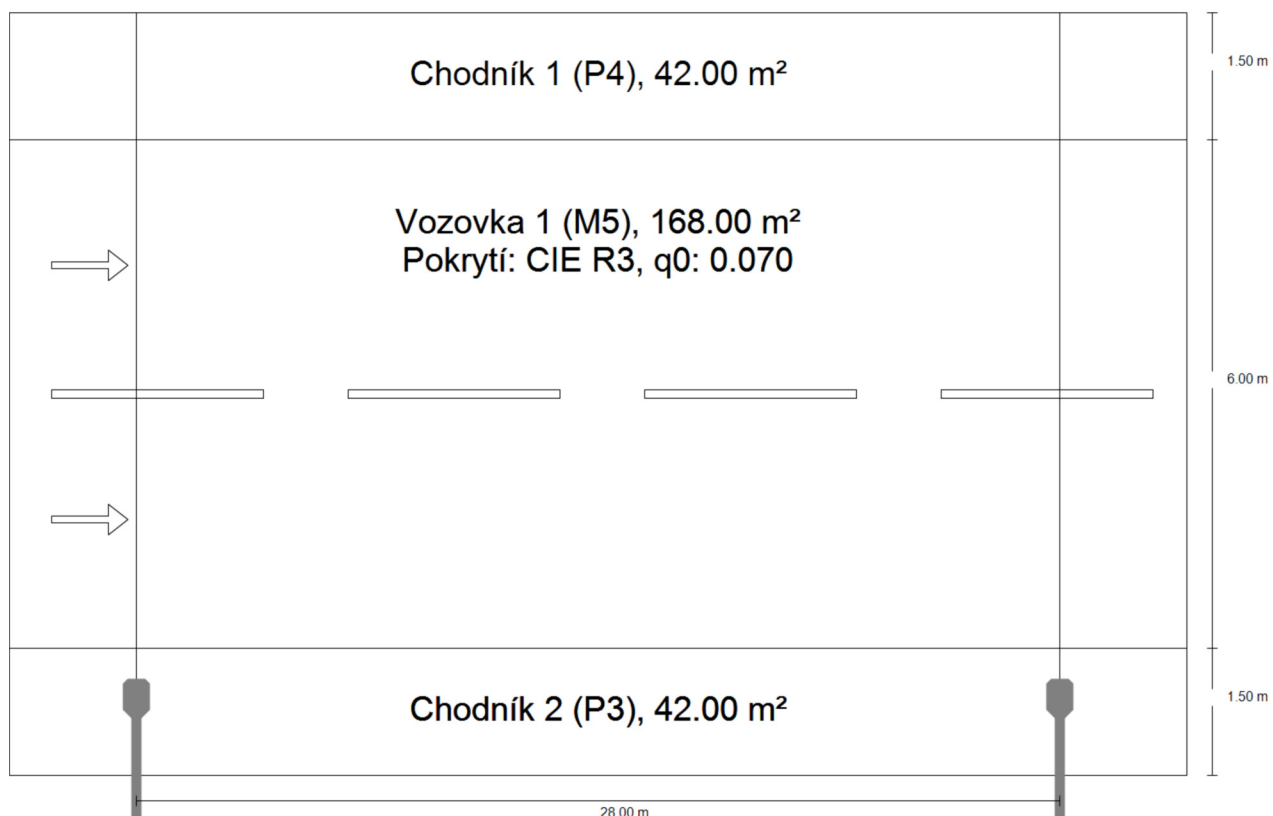 Chodník 1 (P4), 42.00 m²
1.50 m
Vozovka 1 (M5), 168.00 m²
Pokrytí: CIE R3, q0: 0.070
6.00 m
Chodník 2 (P3), 42.00 m²
1.50 m
28.00 m